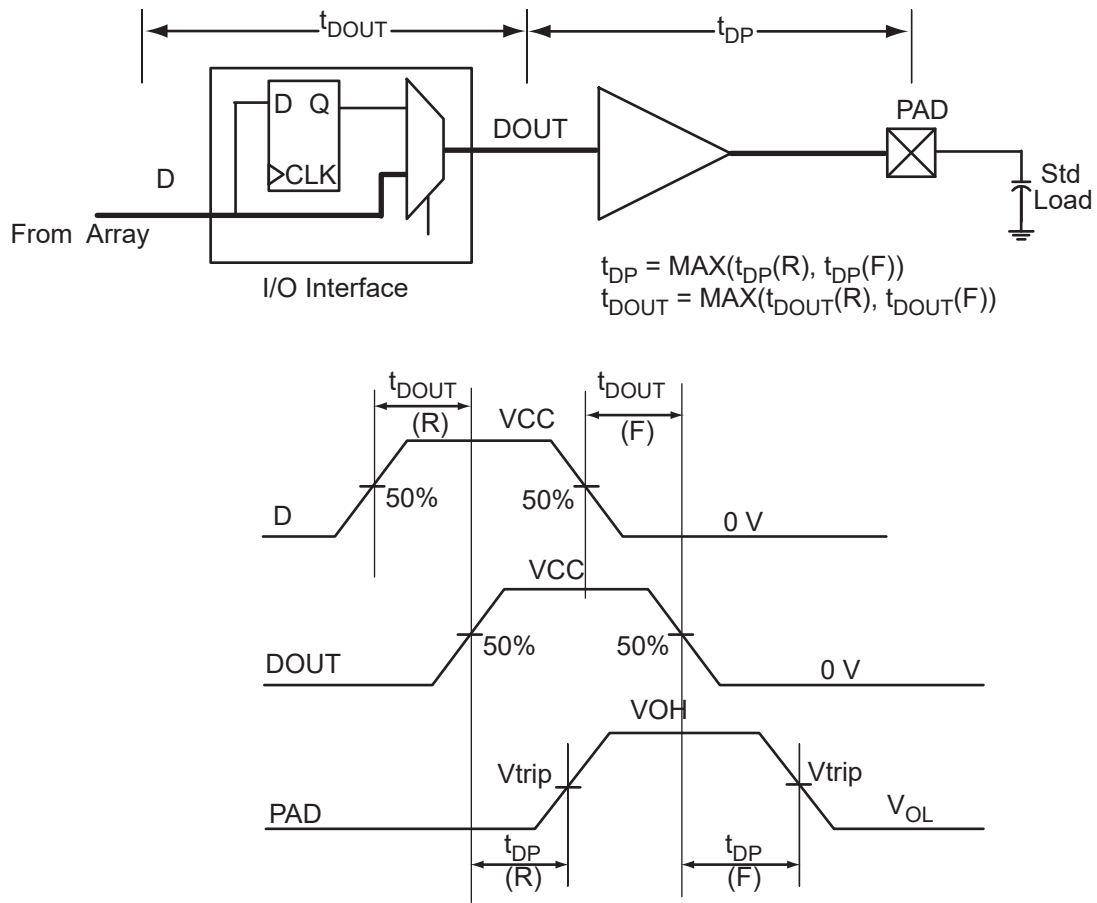 tDOUT
tDP
PAD
D Q
DOUT
CLK
D
Std
Load
From Array
I/O Interface
tDP = MAX(tDP(R), tDP(F))
tDOUT = MAX(tDOUT(R), tDOUT(F))
tDOUT
(R)
VCC
tDOUT
(F)
50%
50%
D
0 V
VCC
50%
50%
DOUT
0 V
VOH
Vtrip
Vtrip
PAD
VOL
tDP
(R)
tDP
(F)